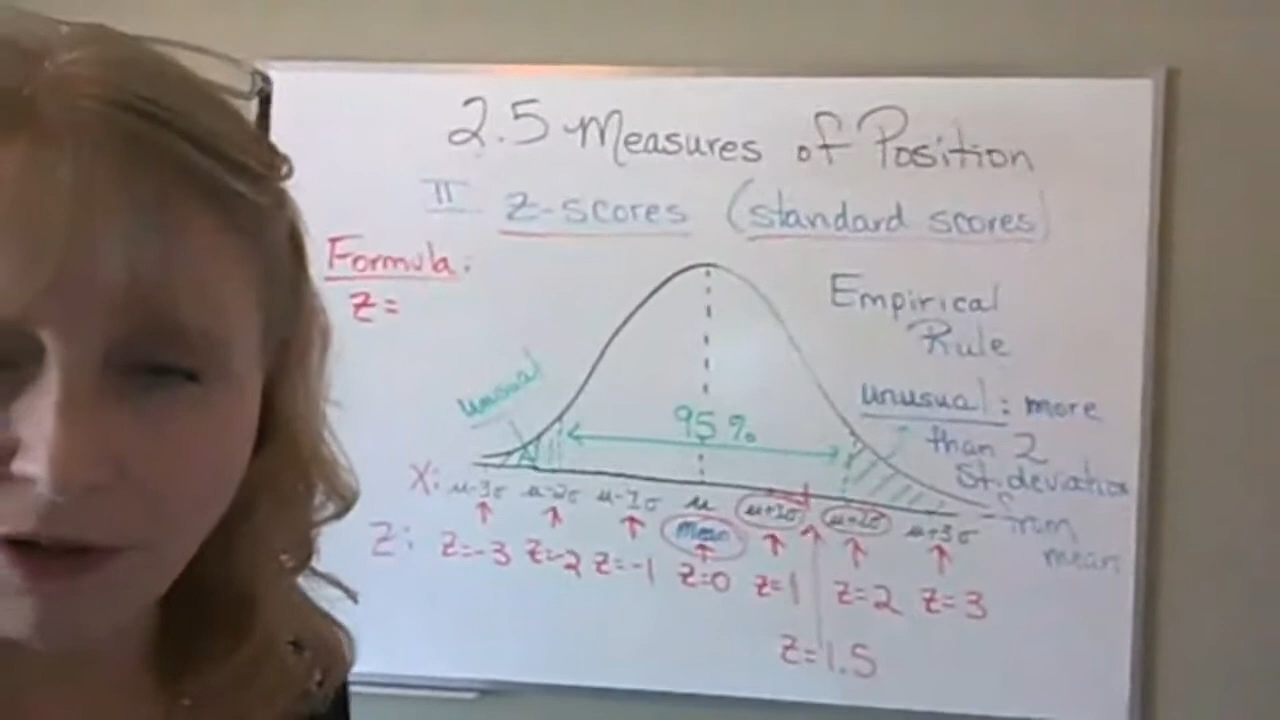 2.5 Measures of Position
II z-scores (standard scores)
Formula:
z =
Empirical
Rule
unusual
unusual: more
than 2
St. deviation
from
mean
95%
X: μ-3σ μ-2σ μ-1σ μ μ+1σ μ+2σ μ+3σ
mean
Z: z=-3 z=-2 z=-1 z=0 z=1 z=2 z=3
z=1.5